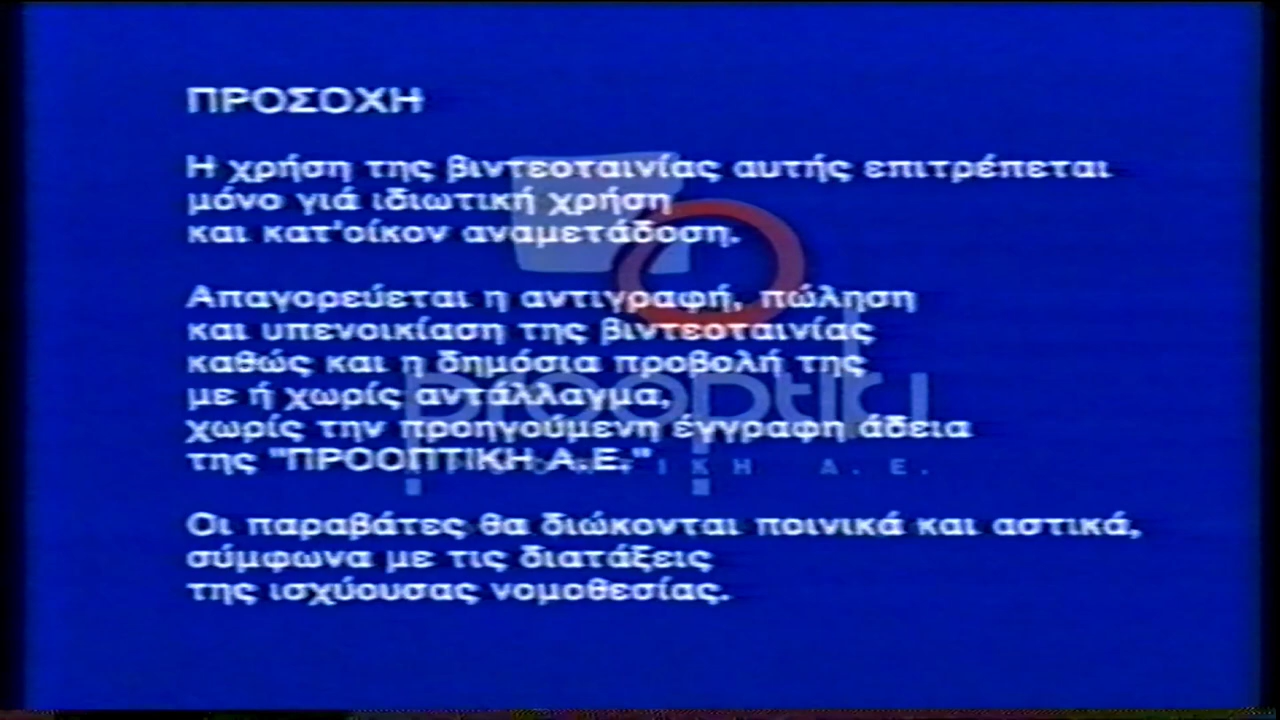 ΠΡΟΣΟΧΗ
Η χρήση της βιντεοταινίας αυτής επιτρέπεται
μόνο γιά ιδιωτική χρήση
και κατ'οίκον αναμετάδοση.
Απαγορεύεται η αντιγραφή, πώληση
και υπενοικίαση της βιντεοταινίας
καθώς και η δημόσια προβολή της
με ή χωρίς αντάλλαγμα,
χωρίς την προηγούμενη έγγραφη άδεια
της "ΠΡΟΟΠΤΙΚΗ Α.Ε."
Οι παραβάτες θα διώκονται ποινικά και αστικά,
σύμφωνα με τις διατάξεις
της ισχύουσας νομοθεσίας.
prooptiki
Α. Ε.